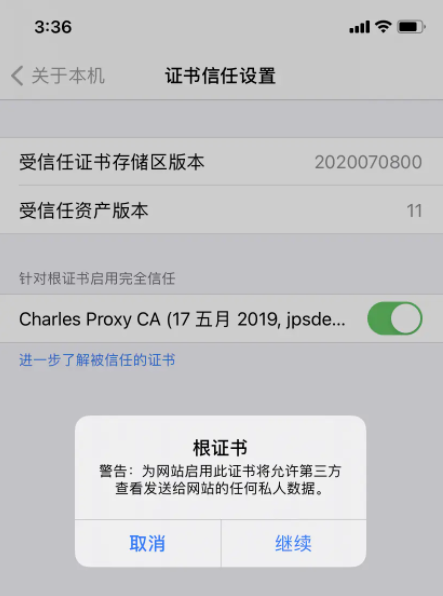 3:36
关于本机
证书信任设置
受信任证书存储区版本 2020070800
受信任资产版本 11
针对根证书启用完全信任
Charles Proxy CA (17 五月 2019, jpsde...
进一步了解被信任的证书
根证书
警告：为网站启用此证书将允许第三方
查看发送给网站的任何私人数据。
取消 继续